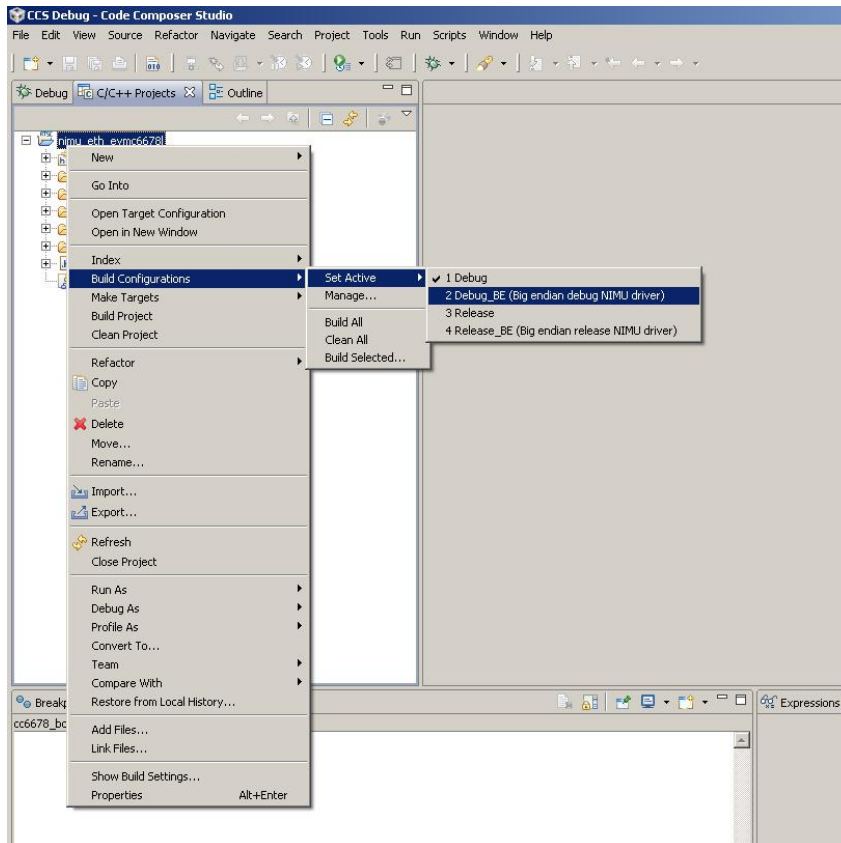 CCS Debug - Code Composer Studio
File Edit View Source Refactor Navigate Search Project Tools Run Scripts Window Help
Debug C/C++ Projects Outline
nimu_eth_evmc6678l
New
Go Into
Open Target Configuration
Open in New Window
Index
Build Configurations
Set Active
1 Debug
Make Targets
Manage...
2 Debug_BE (Big endian debug NIMU driver)
Build Project
3 Release
Build All
Clean Project
Clean All
4 Release_BE (Big endian release NIMU driver)
Build Selected...
Refactor
Copy
Paste
Delete
Move...
Rename...
Import...
Export...
Refresh
Close Project
Run As
Debug As
Profile As
Convert To...
Team
Compare With
Restore from Local History...
Expressions
Add Files...
Link Files...
Show Build Settings...
Properties Alt+Enter